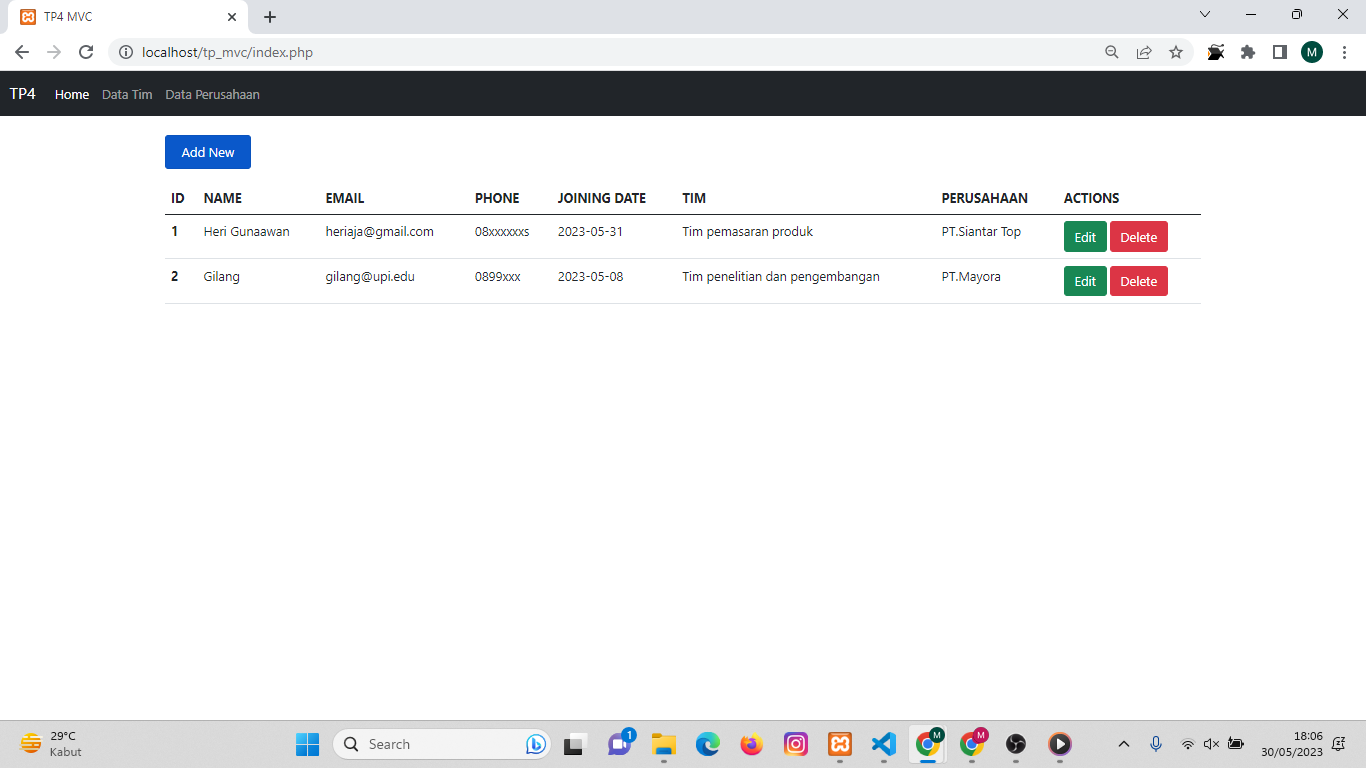 TP4 MVC
localhost/tp_mvc/index.php
M
TP4 Home Data Tim Data Perusahaan
Add New
ID NAME EMAIL PHONE JOINING DATE TIM PERUSAHAAN ACTIONS
1 Heri Gunaawan heriaja@gmail.com 08xxxxxxs 2023-05-31 Tim pemasaran produk PT.Siantar Top Edit Delete
2 Gilang gilang@upi.edu 0899xxx 2023-05-08 Tim penelitian dan pengembangan PT.Mayora Edit Delete
29°C
Kabut
Search
1
M
M
18:06
30/05/2023